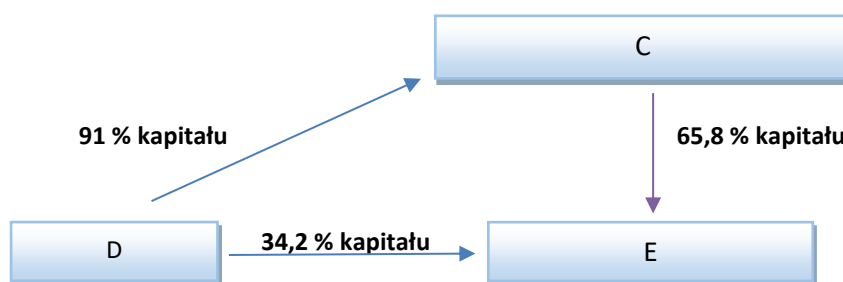 C
91 % kapitału
65,8 % kapitału
D
34,2 % kapitału
E